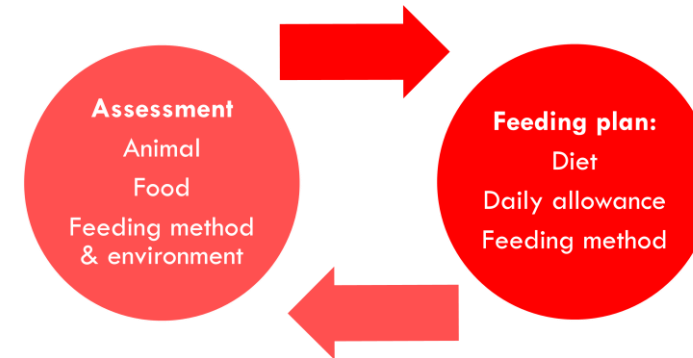 Assessment
Animal
Food
Feeding method
& environment
Feeding plan:
Diet
Daily allowance
Feeding method